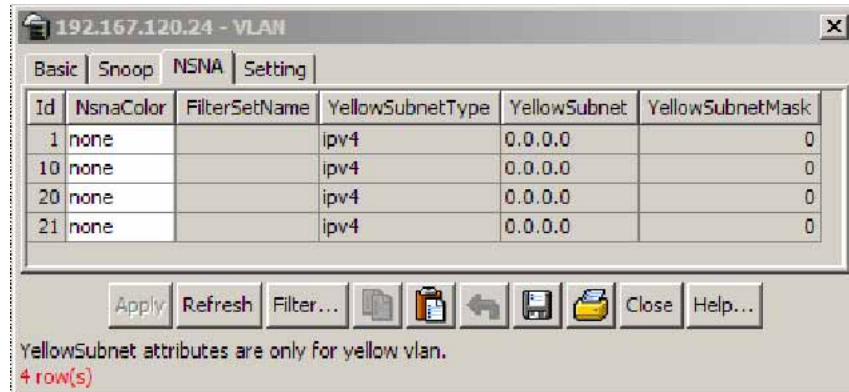 192.167.120.24 - VLAN
Basic Snoop NSNA Setting
Id NsnaColor FilterSetName YellowSubnetType YellowSubnet YellowSubnetMask
1 none ipv4 0.0.0.0 0
10 none ipv4 0.0.0.0 0
20 none ipv4 0.0.0.0 0
21 none ipv4 0.0.0.0 0
Apply Refresh Filter... Close Help...
YellowSubnet attributes are only for yellow vlan.
4 row(s)